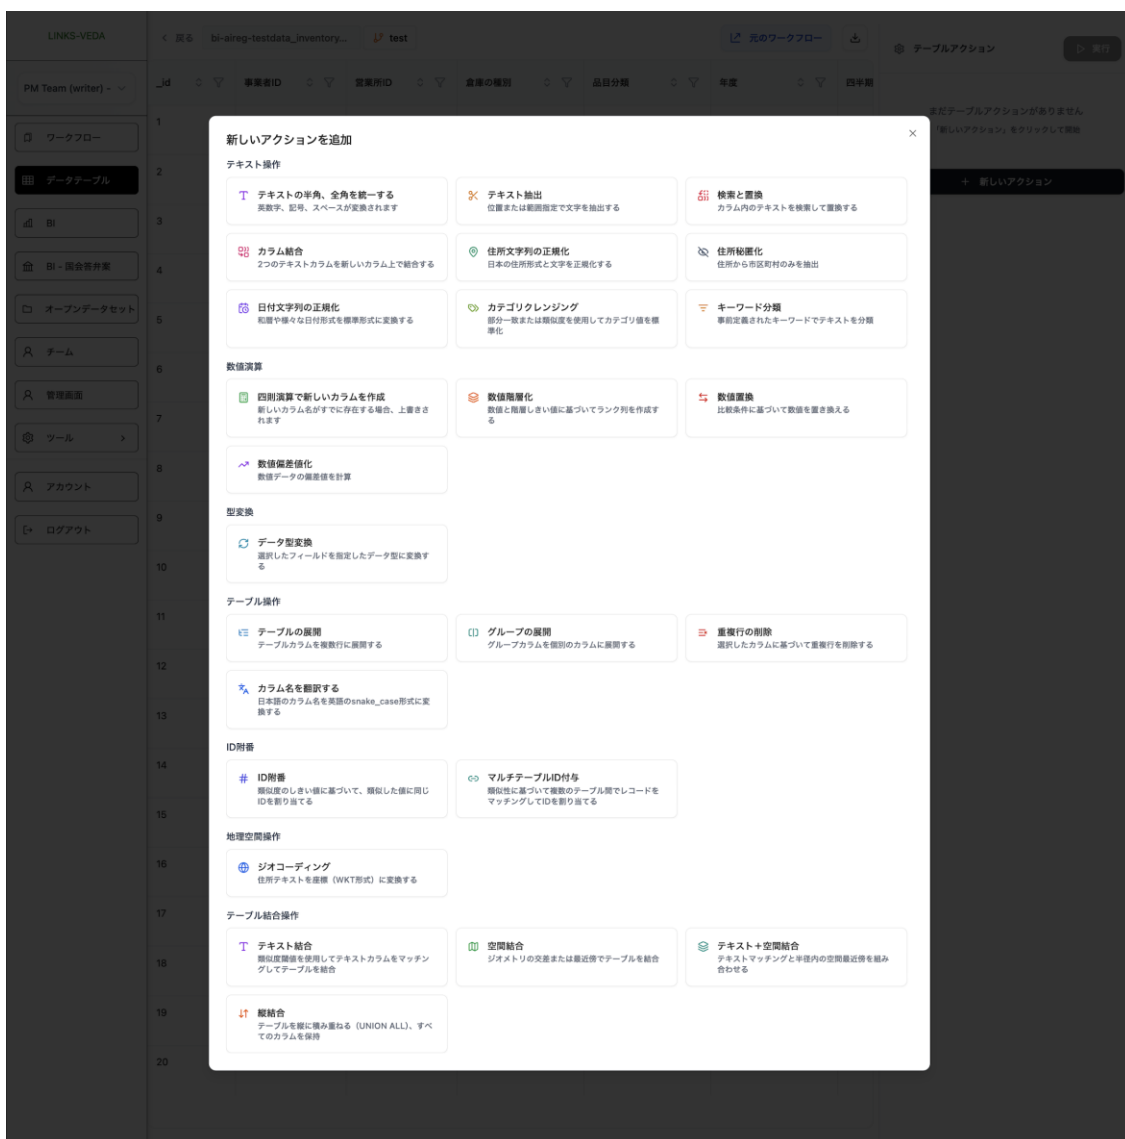 LINKS-VEDA
戻る
bi-aireg-testdata_inventory...
test
元のワークフロー
テーブルアクション
実行
PM Team (writer) -
_id
事業者ID
営業所ID
倉庫の種別
品目分類
年度
四半期
まだテーブルアクションがありません
「新しいアクション」をクリックして開始
新しいアクション
ワークフロー
データテーブル
BI
BI - 国会答弁案
オープンデータセット
チーム
管理画面
ツール
アカウント
ログアウト
1
2
3
4
5
6
7
8
9
10
11
12
13
14
15
16
17
18
19
20
新しいアクションを追加
テキスト操作
テキストの半角、全角を統一する
英数字、記号、スペースが変換されます
テキスト抽出
位置または範囲指定で文字を抽出する
検索と置換
カラム内のテキストを検索して置換する
カラム結合
2つのテキストカラムを新しいカラム上で結合する
住所文字列の正規化
日本の住所形式と文字を正規化する
住所秘匿化
住所から市区町村のみを抽出
日付文字列の正規化
和暦や様々な日付形式を標準形式に変換する
カテゴリクレンジング
部分一致または類似度を使用してカテゴリ値を標
準化
キーワード分類
事前定義されたキーワードでテキストを分類
数値演算
四則演算で新しいカラムを作成
新しいカラム名がすでに存在する場合、上書きさ
れます
数値階層化
数値と階層しきい値に基づいてランク列を作成す
る
数値置換
比較条件に基づいて数値を置き換える
数値偏差値化
数値データの偏差値を計算
型変換
データ型変換
選択したフィールドを指定したデータ型に変換す
る
テーブル操作
テーブルの展開
テーブルカラムを複数行に展開する
グループの展開
グループカラムを個別のカラムに展開する
重複行の削除
選択したカラムに基づいて重複行を削除する
カラム名を翻訳する
日本語のカラム名を英語のsnake_case形式に変
換する
ID附番
ID附番
類似度のしきい値に基づいて、類似した値に同じ
IDを割り当てる
マルチテーブルID付与
類似性に基づいて複数のテーブル間でレコードを
マッチングしてIDを割り当てる
地理空間操作
ジオコーディング
住所テキストを座標（WKT形式）に変換する
テーブル結合操作
テキスト結合
類似度閾値を使用してテキストカラムをマッチン
グしてテーブルを結合
空間結合
ジオメトリの交差または最近傍でテーブルを結合
テキスト＋空間結合
テキストマッチングと半径内の空間最近傍を組み
合わせる
縦結合
テーブルを縦に積み重ねる（UNION ALL）、すべ
てのカラムを保持